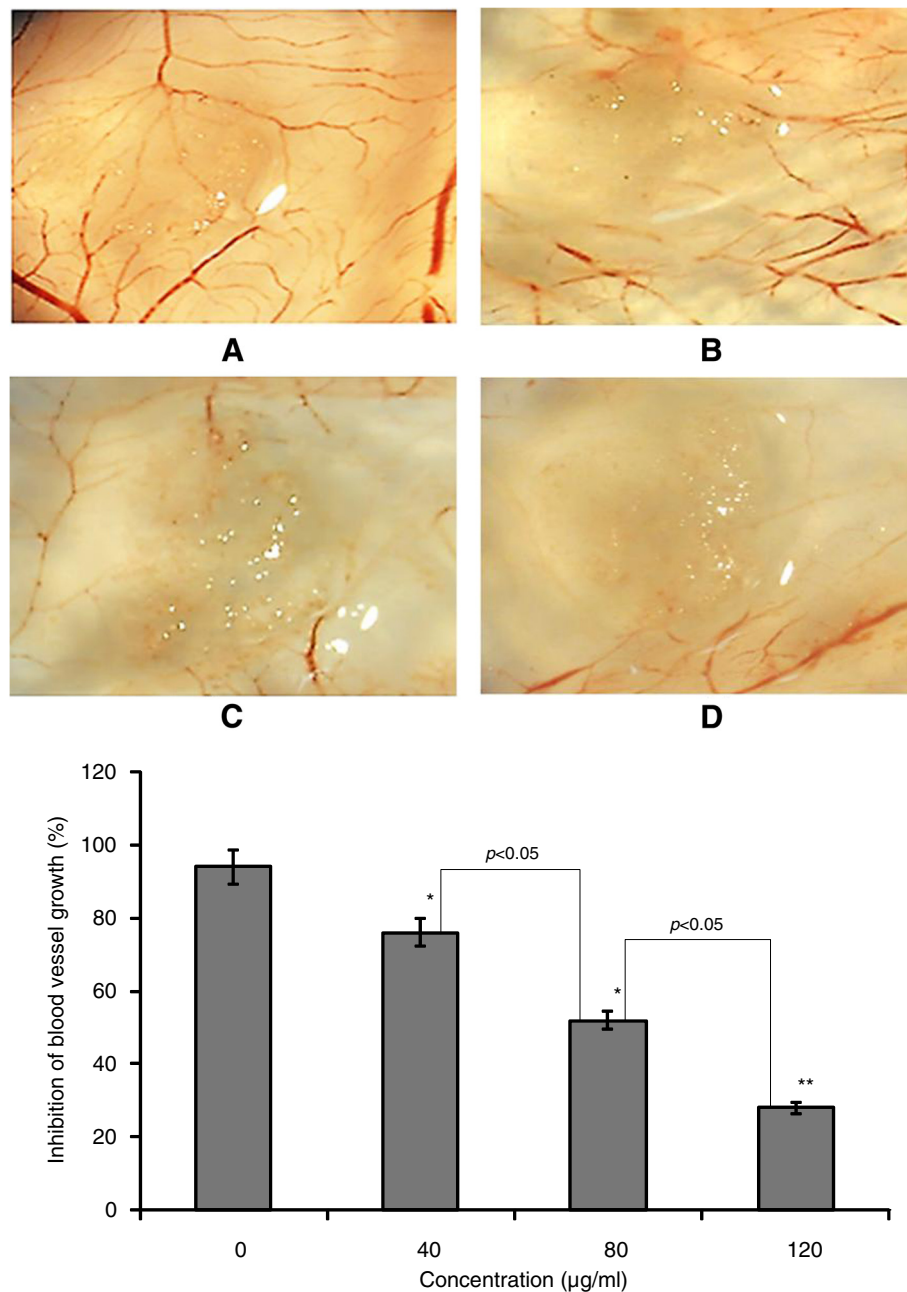 A
B
C
D
Inhibition of blood vessel growth (%)
120
100
80
60
40
20
0
p<0.05
p<0.05
*
*
**
0 40 80 120
Concentration (µg/ml)